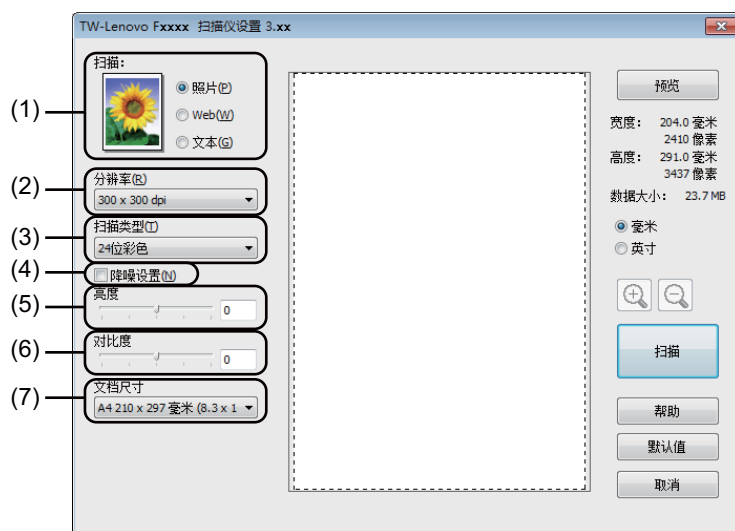 TW-Lenovo Fxxxx 扫描仪设置 3.xx
扫描:
(1)
照片(P)
Web(W)
文本(G)
(2)
分辨率(R)
300 x 300 dpi
(3)
扫描类型(T)
24位彩色
(4)
降噪设置(N)
(5)
亮度
0
(6)
对比度
0
(7)
文档尺寸
A4 210 x 297 毫米 (8.3 x 1
预览
宽度: 204.0 毫米
2410 像素
高度: 291.0 毫米
3437 像素
数据大小: 23.7 MB
毫米
英寸
扫描
帮助
默认值
取消